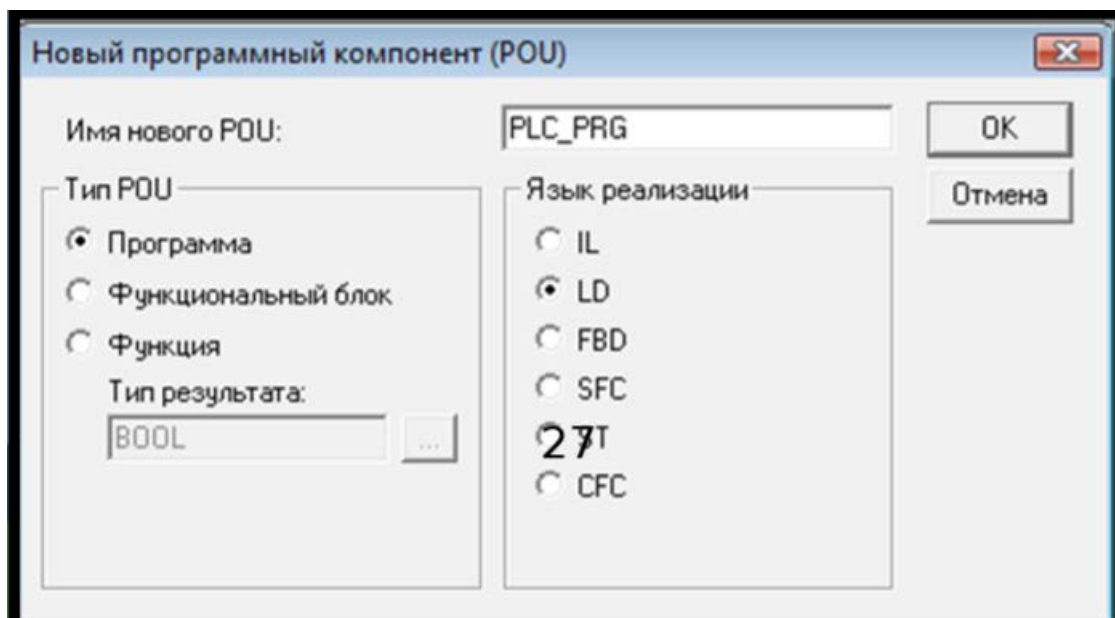 Новый программный компонент (POU)
Имя нового POU:
PLC_PRG
OK
Отмена
Тип POU
Программа
Функциональный блок
Функция
Тип результата:
BOOL
...
Язык реализации
IL
LD
FBD
SFC
ST
27
CFC